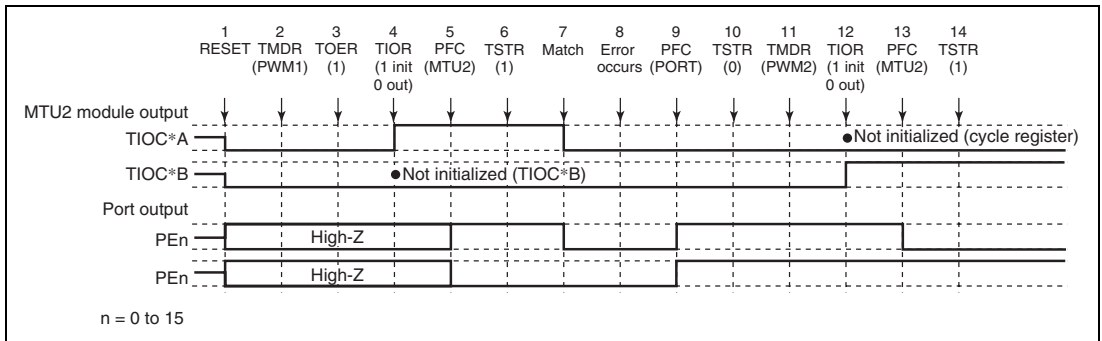 1 2 3 4 5 6 7 8 9 10 11 12 13 14
RESET TMDR TOER TIOR PFC TSTR Match Error PFC TSTR TMDR TIOR PFC TSTR
(PWM1) (1) (1 init (MTU2) (1) occurs (PORT) (0) (PWM2) (1 init (MTU2) (1)
0 out) 0 out)
MTU2 module output
TIOC*A ●Not initialized (cycle register)
TIOC*B ●Not initialized (TIOC*B)
Port output
PEn High-Z
PEn High-Z
n = 0 to 15